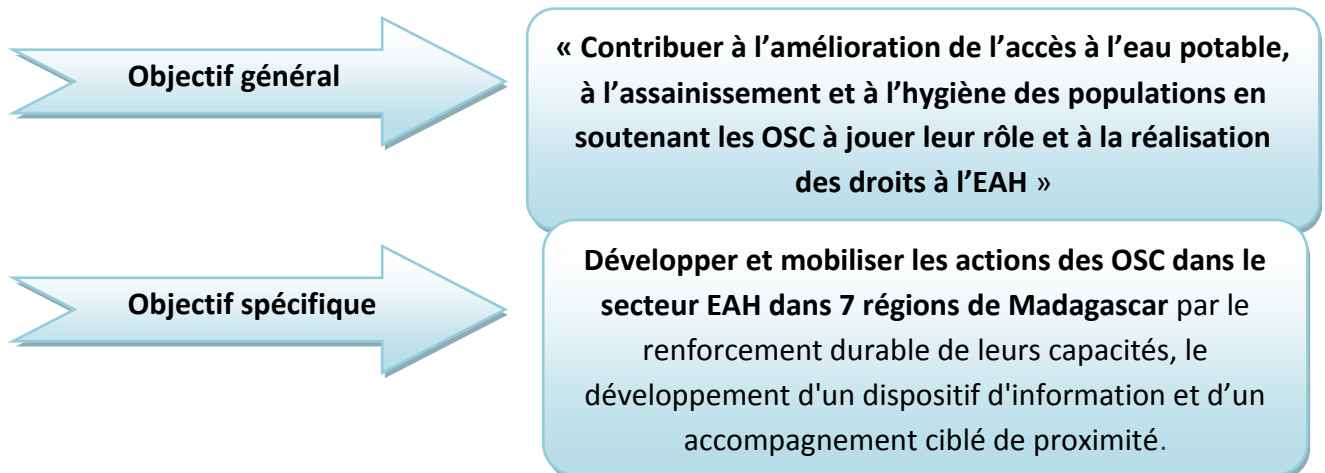 Objectif général
« Contribuer à l’amélioration de l’accès à l’eau potable,
à l’assainissement et à l’hygiène des populations en
soutenant les OSC à jouer leur rôle et à la réalisation
des droits à l’EAH »
Objectif spécifique
Développer et mobiliser les actions des OSC dans le
secteur EAH dans 7 régions de Madagascar par le
renforcement durable de leurs capacités, le
développement d'un dispositif d'information et d’un
accompagnement ciblé de proximité.